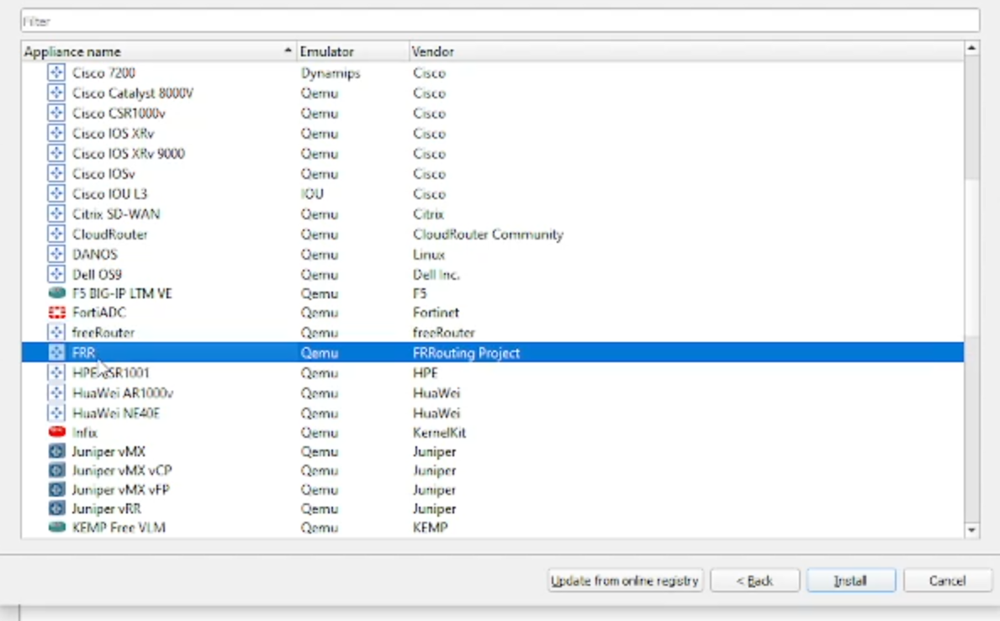 Filter
Appliance name Emulator Vendor
Cisco 7200 Dynamips Cisco
Cisco Catalyst 8000V Qemu Cisco
Cisco CSR1000v Qemu Cisco
Cisco IOS XRv Qemu Cisco
Cisco IOS XRv 9000 Qemu Cisco
Cisco IOSv Qemu Cisco
Cisco IOU L3 IOU Cisco
Citrix SD-WAN Qemu Citrix
CloudRouter Qemu CloudRouter Community
DANOS Qemu Linux
Dell OS9 Qemu Dell Inc.
F5 BIG-IP LTM VE Qemu F5
FortiADC Qemu Fortinet
freeRouter Qemu freeRouter
FRR Qemu FRRouting Project
HPE VSR1001 Qemu HPE
HuaWei AR1000v Qemu HuaWei
HuaWei NE40E Qemu HuaWei
Infix Qemu KernelKit
Juniper vMX Qemu Juniper
Juniper vMX vCP Qemu Juniper
Juniper vMX vFP Qemu Juniper
Juniper vRR Qemu Juniper
KEMP Free VLM Qemu KEMP
Update from online registry < Back Install Cancel